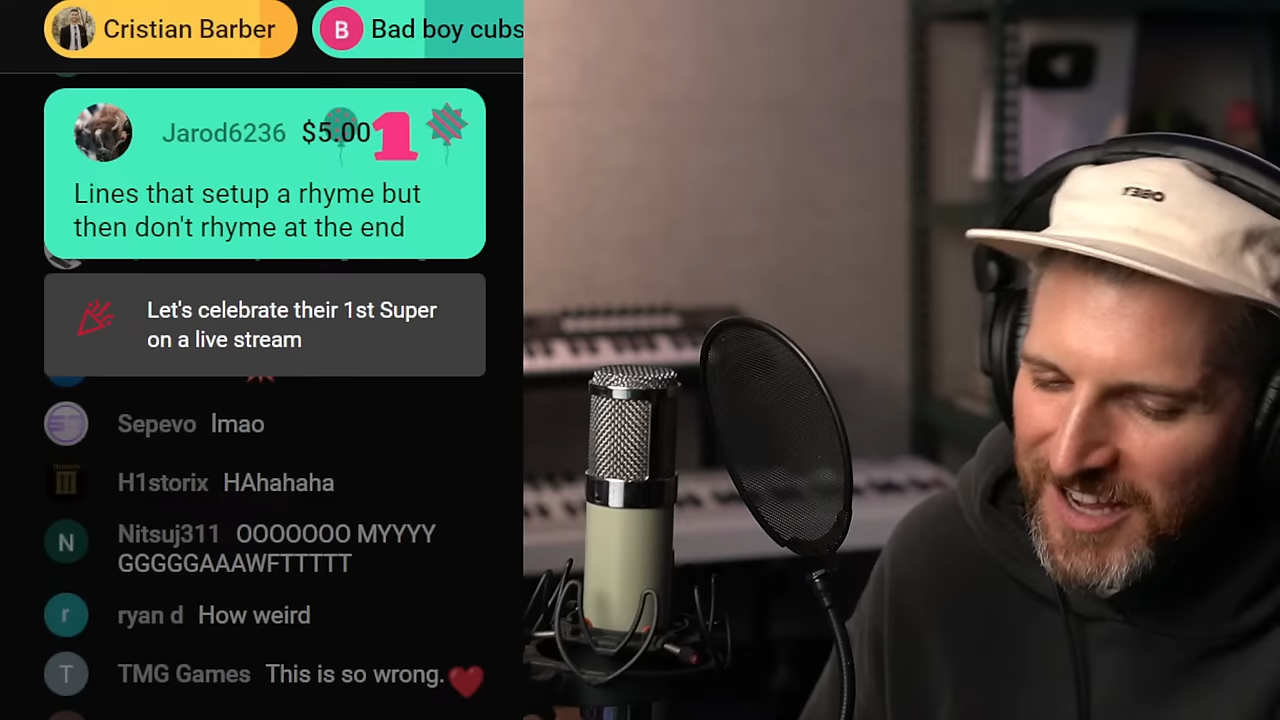 Cristian Barber
B Bad boy cubs
Jarod6236 $5.00 1
Lines that setup a rhyme but
then don't rhyme at the end
Let's celebrate their 1st Super
on a live stream
Sepevo lmao
H1storix HAhahaha
N Nitsuj311 OOOOOOO MYYYY
GGGGGAAAWFTTTTT
r ryan d How weird
T TMG Games This is so wrong.